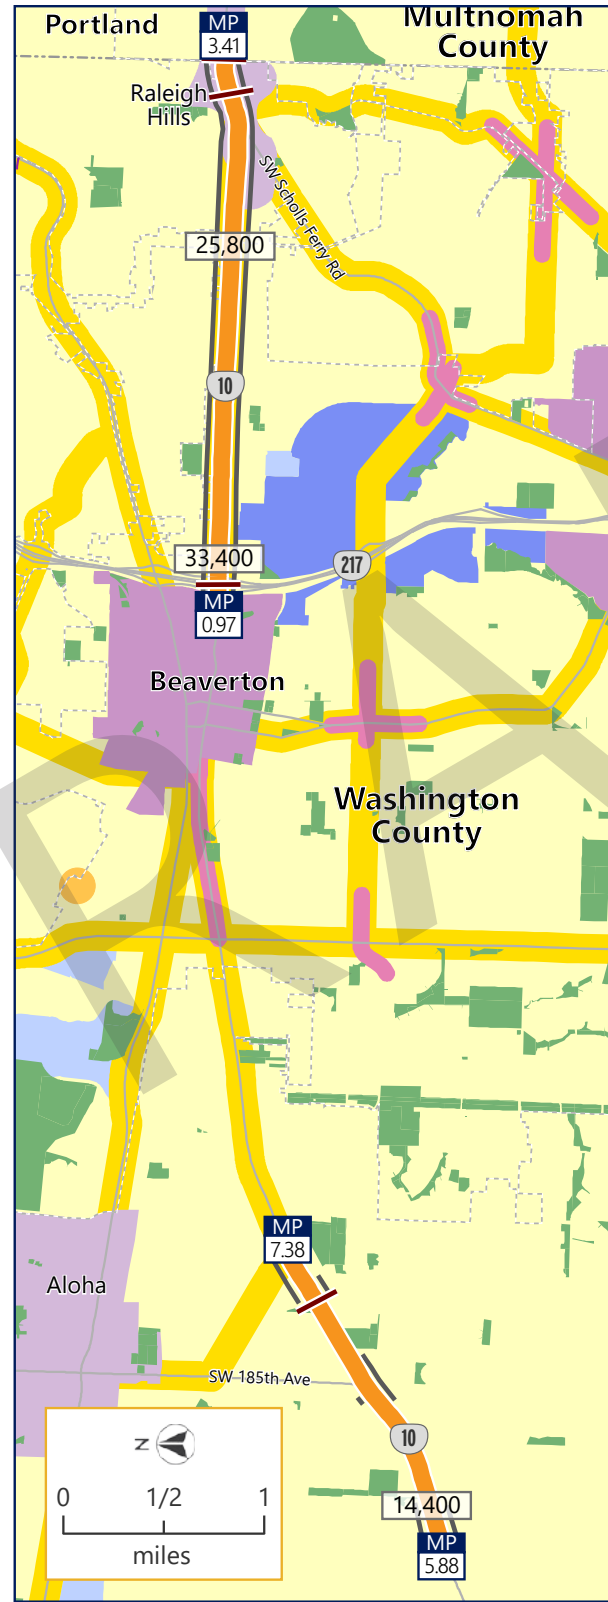 Portland
MP
3.41
Multnomah
County
Raleigh
Hills
SW Scholls Ferry Rd
25,800
10
33,400
217
MP
0.97
Beaverton
Washington
County
MP
7.38
Aloha
SW 185th Ave
10
N
0 1/2 1
miles
14,400
MP
5.88